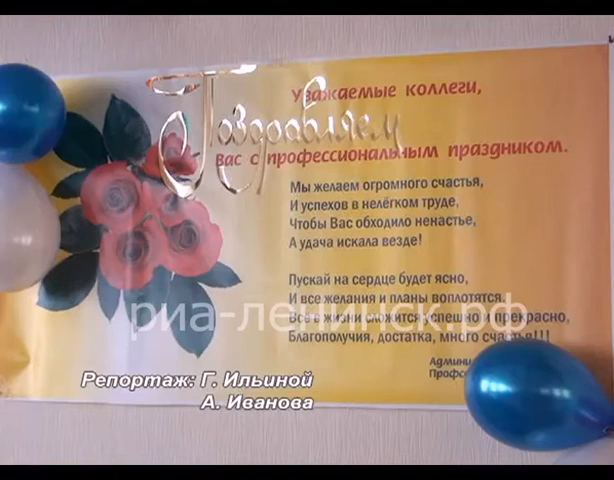 Уважаемые коллеги,
Поздравляем
вас с профессиональным праздником.
Мы желаем огромного счастья,
И успехов в нелёгком труде,
Чтобы Вас обходило ненастье,
А удача искала везде!
Пускай на сердце будет ясно,
И все желания и планы воплотятся.
Всё в жизни сложится успешно и прекрасно,
Благополучия, достатка, много счастья!!!
риа-ленинск.рф
Репортаж: Г. Ильиной
А. Иванова